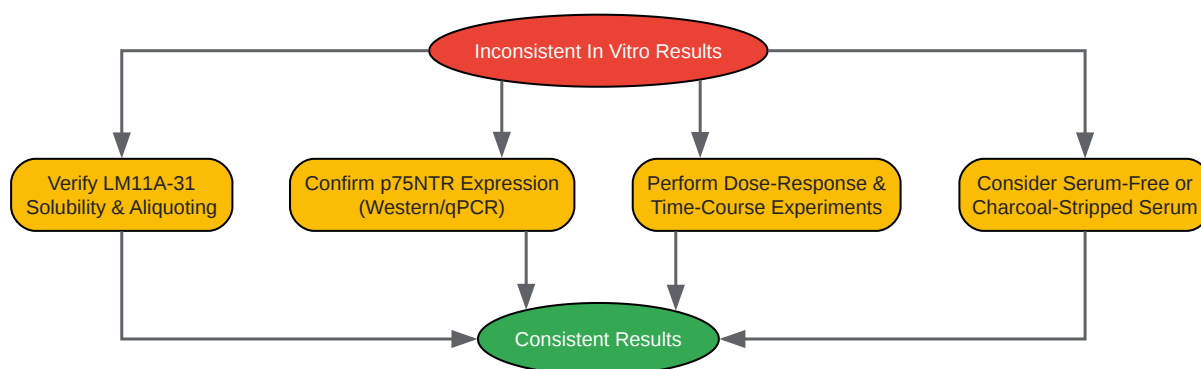 Inconsistent In Vitro Results
Verify LM11A-31
Solubility & Aliquoting
Confirm p75NTR Expression
(Western/qPCR)
Perform Dose-Response &
Time-Course Experiments
Consider Serum-Free or
Charcoal-Stripped Serum
Consistent Results